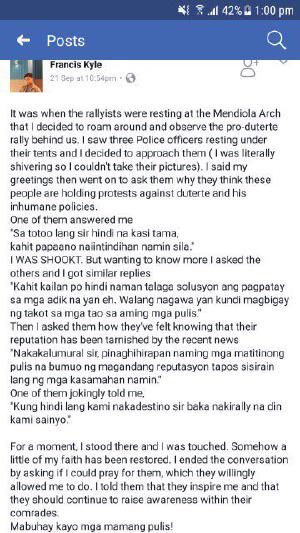 42% 1:00 pm
Posts
Francis Kyle
21 Sep at 10:54pm •
It was when the rallyists were resting at the Mendiola Arch
that I decided to roam around and observe the pro-duterte
rally behind us. I saw three Police officers resting under
their tents and I decided to approach them ( I was literally
shivering so I couldn't take their pictures). I said my
greetings then went on to ask them why they think these
people are holding protests against duterte and his
inhumane policies.
One of them answered me
"Sa totoo lang sir hindi na kasi tama,
kahit papaano naiintindihan namin sila."
I WAS SHOOKT. But wanting to know more I asked the
others and I got similar replies
"Kahit kailan po hindi naman talaga solusyon ang pagpatay
sa mga adik na yan eh. Walang nagawa yan kundi magbigay
ng takot sa mga tao sa aming mga pulis."
Then I asked them how they've felt knowing that their
reputation has been tarnished by the recent news
"Nakakalumural sir, pinaghihirapan naming mga matitinong
pulis na bumuo ng magandang reputasyon tapos sisirain
lang ng mga kasamahan namin."
One of them jokingly told me,
"Kung hindi lang kami nakadestino sir baka nakirally na din
kami sainyo."
For a moment, I stood there and I was touched. Somehow a
little of my faith has been restored. I ended the conversation
by asking if I could pray for them, which they willingly
allowed me to do. I told them that they inspire me and that
they should continue to raise awareness within their
comrades.
Mabuhay kayo mga mamang pulis!